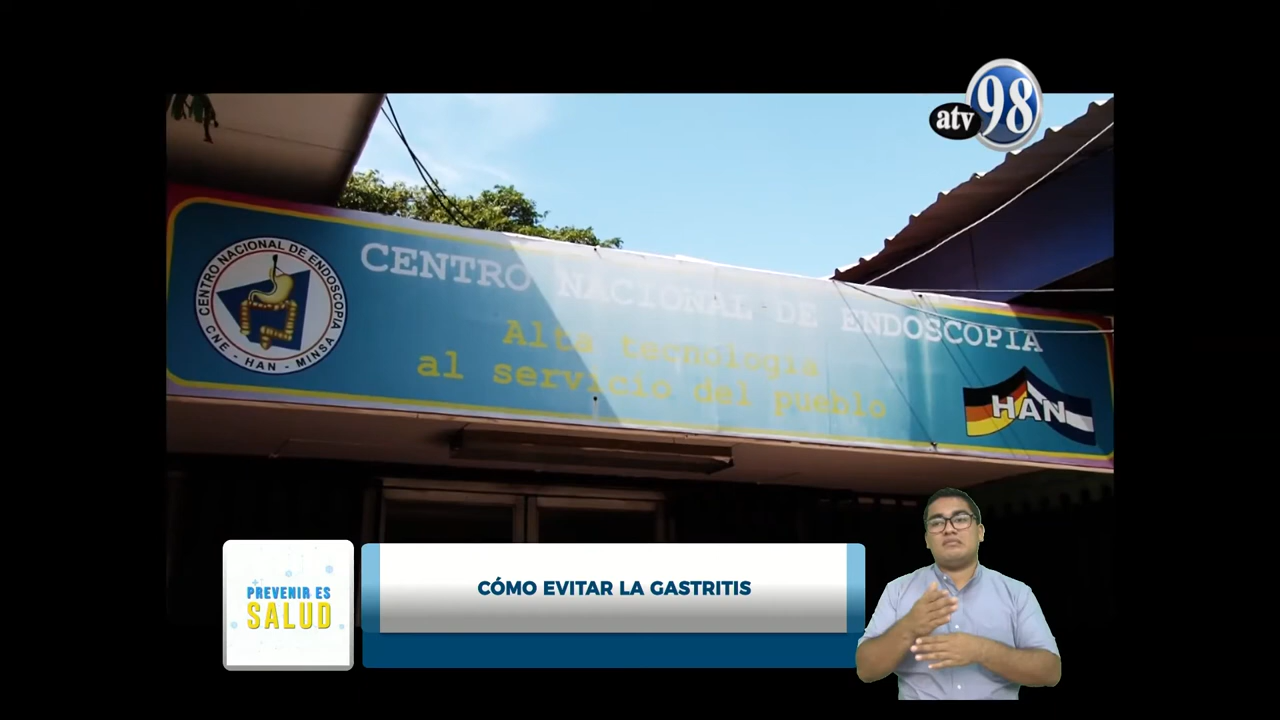 atv 98
CENTRO NACIONAL DE ENDOSCOPIA
Alta tecnologia
al servicio del pueblo
CENTRO NACIONAL DE ENDOSCOPIA
CNE - HAN - MINSA
HAN
PREVENIR ES
SALUD
CÓMO EVITAR LA GASTRITIS